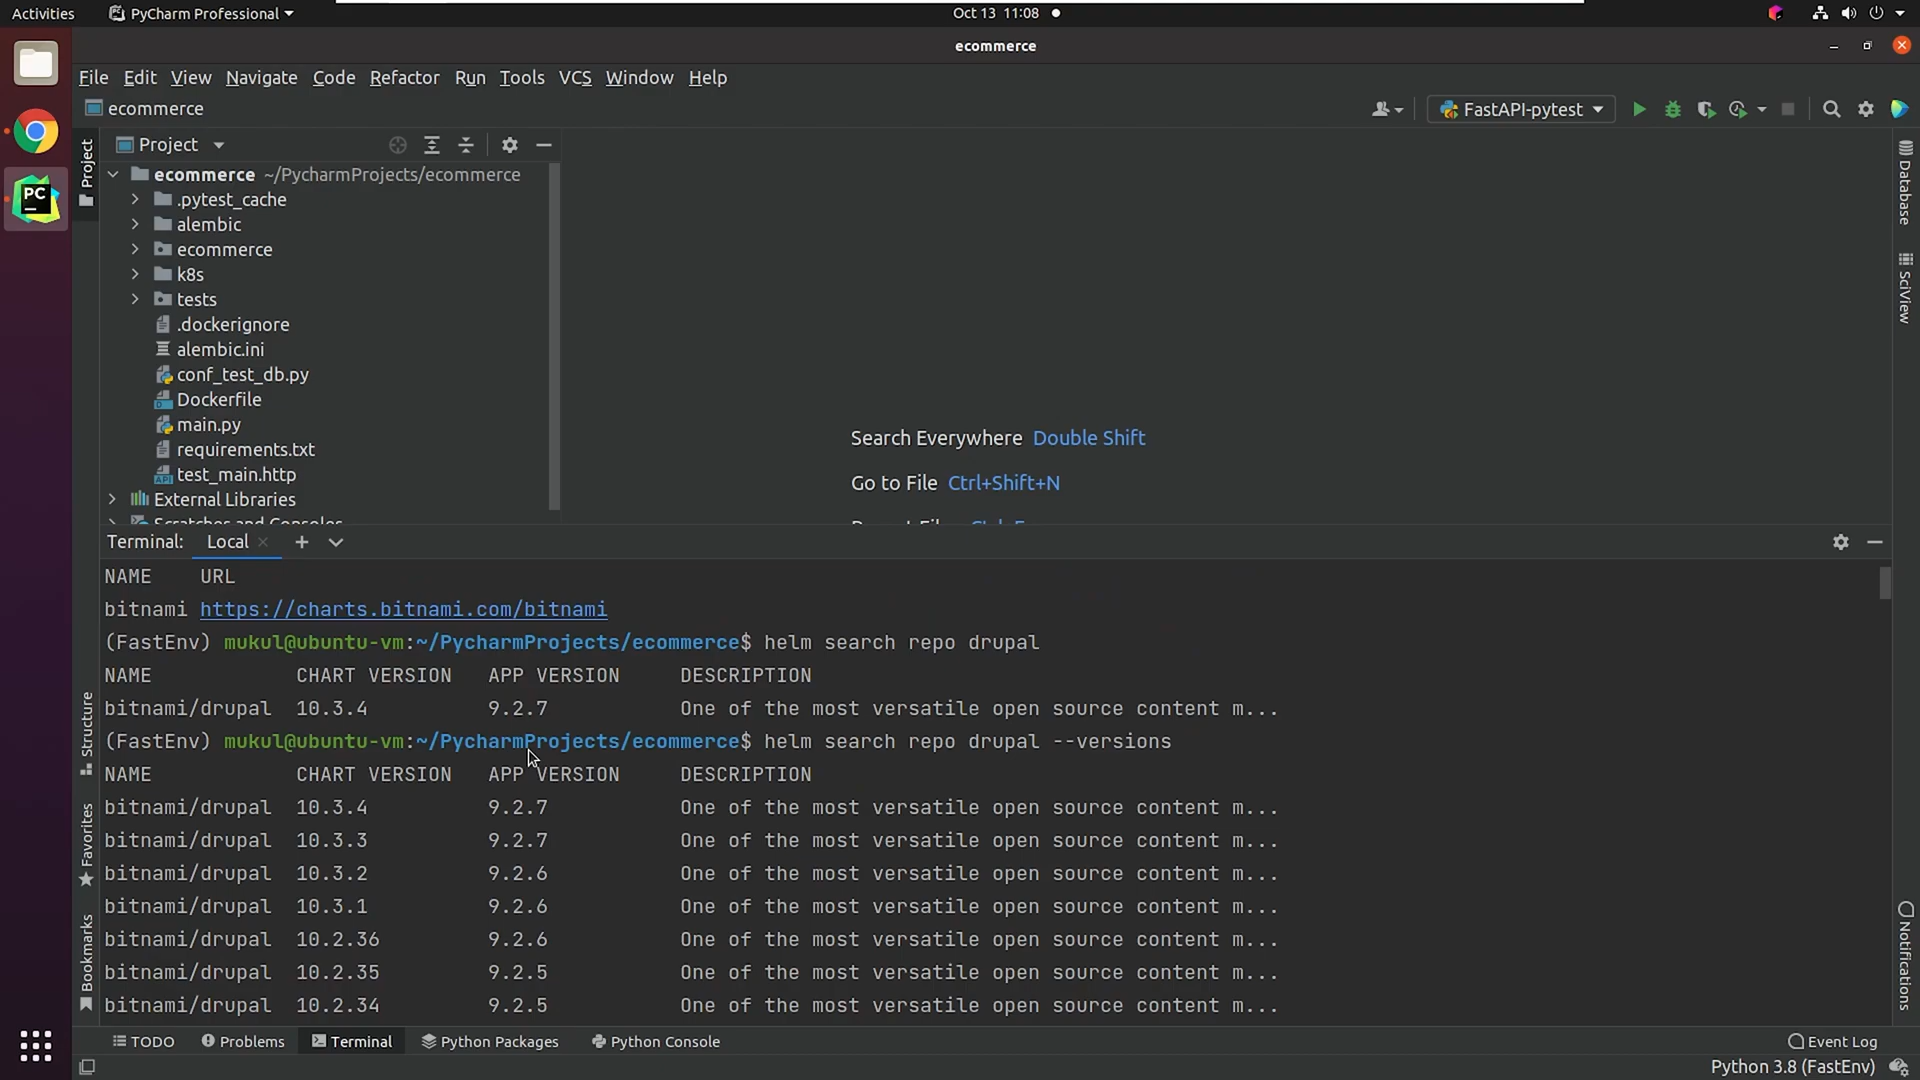 Activities
PyCharm Professional
Oct 13 11:08
ecommerce
File Edit View Navigate Code Refactor Run Tools VCS Window Help
ecommerce
FastAPI-pytest
Project
Project
ecommerce ~/PycharmProjects/ecommerce
.pytest_cache
alembic
ecommerce
k8s
tests
.dockerignore
alembic.ini
conf_test_db.py
Dockerfile
main.py
requirements.txt
test_main.http
External Libraries
Scratches and Consoles
Database
SciView
Search Everywhere Double Shift
Go to File Ctrl+Shift+N
Terminal: Local
NAME URL
bitnami https://charts.bitnami.com/bitnami
(FastEnv) mukul@ubuntu-vm:~/PycharmProjects/ecommerce$ helm search repo drupal
NAME CHART VERSION APP VERSION DESCRIPTION
bitnami/drupal 10.3.4 9.2.7 One of the most versatile open source content m...
(FastEnv) mukul@ubuntu-vm:~/PycharmProjects/ecommerce$ helm search repo drupal --versions
NAME CHART VERSION APP VERSION DESCRIPTION
bitnami/drupal 10.3.4 9.2.7 One of the most versatile open source content m...
bitnami/drupal 10.3.3 9.2.7 One of the most versatile open source content m...
bitnami/drupal 10.3.2 9.2.6 One of the most versatile open source content m...
bitnami/drupal 10.3.1 9.2.6 One of the most versatile open source content m...
bitnami/drupal 10.2.36 9.2.6 One of the most versatile open source content m...
bitnami/drupal 10.2.35 9.2.5 One of the most versatile open source content m...
bitnami/drupal 10.2.34 9.2.5 One of the most versatile open source content m...
Structure
Favorites
Bookmarks
Notifications
TODO Problems Terminal Python Packages Python Console
Event Log
Python 3.8 (FastEnv)
PC